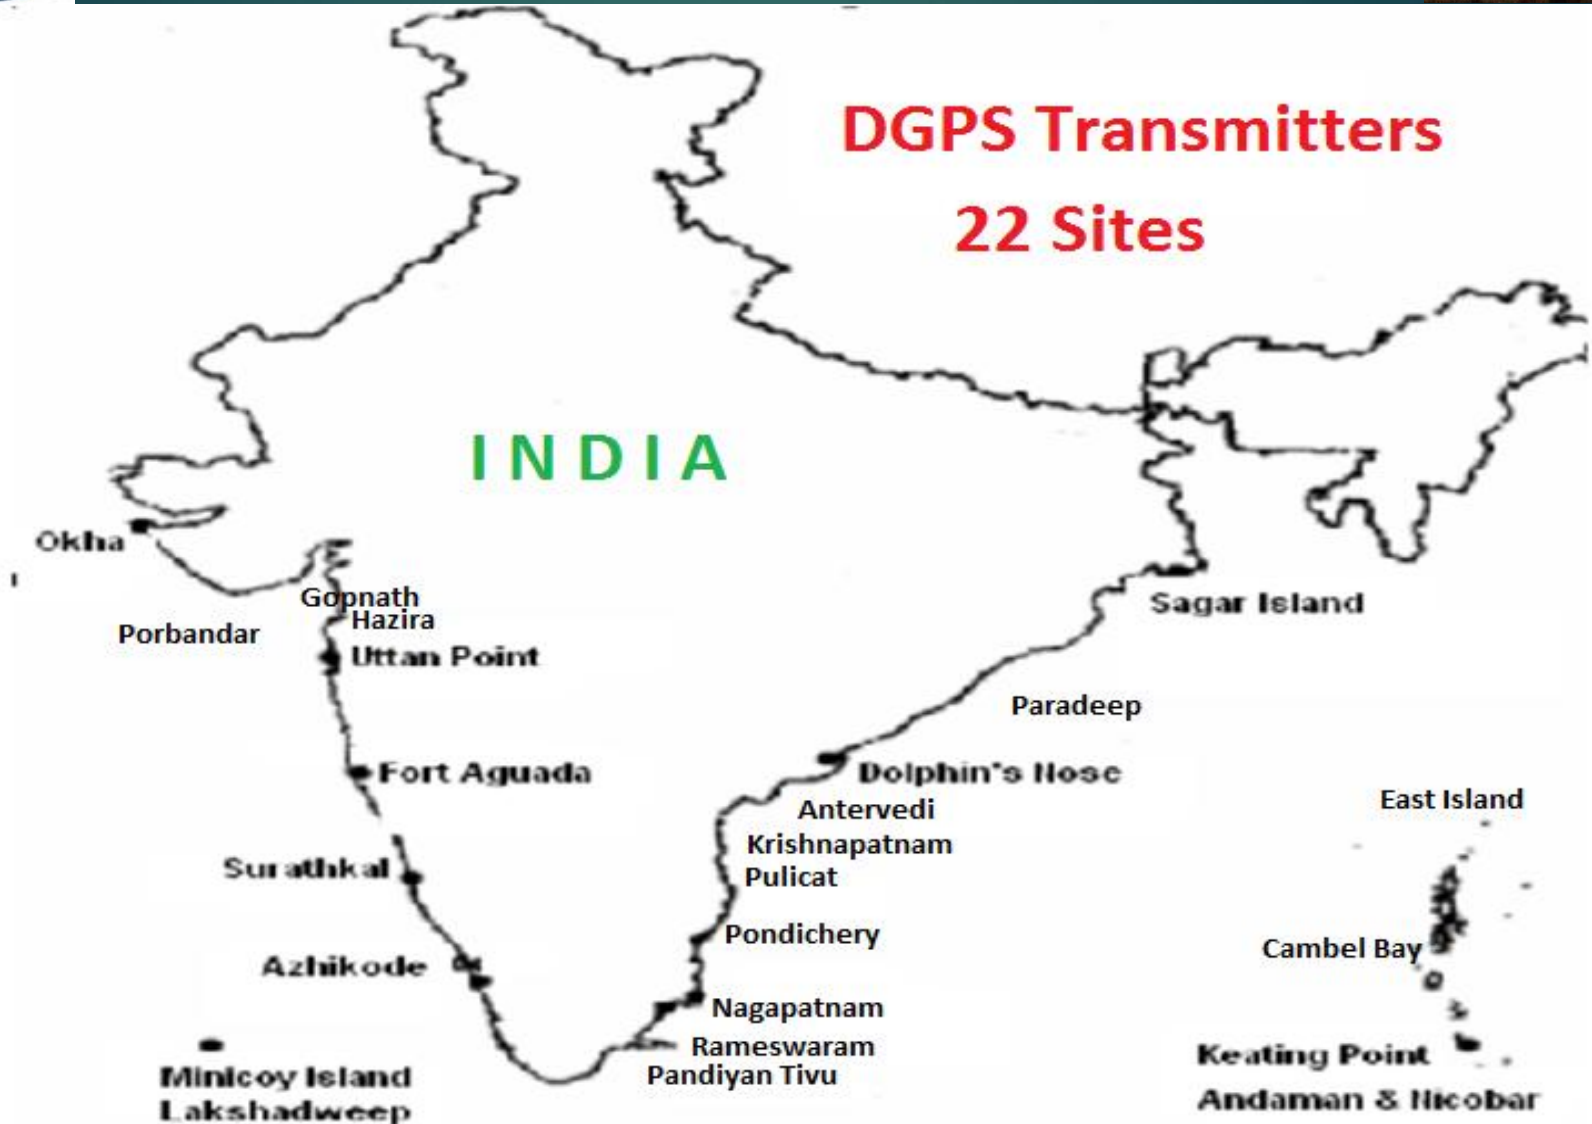 DGPS Transmitters
22 Sites
INDIA
Okha
Gopnath
Hazira
Porbandar
Uttan Point
Sagar Island
Paradeep
Fort Aguada
Dolphin's Nose
Antervedi
East Island
Krishnapatnam
Surathkal
Pulicat
Pondichery
Cambel Bay
Azhikode
Nagapatnam
Rameswaram
Pandiyan Tivu
Keating Point
Andaman & Nicobar
Minicoy Island
Lakshadweep